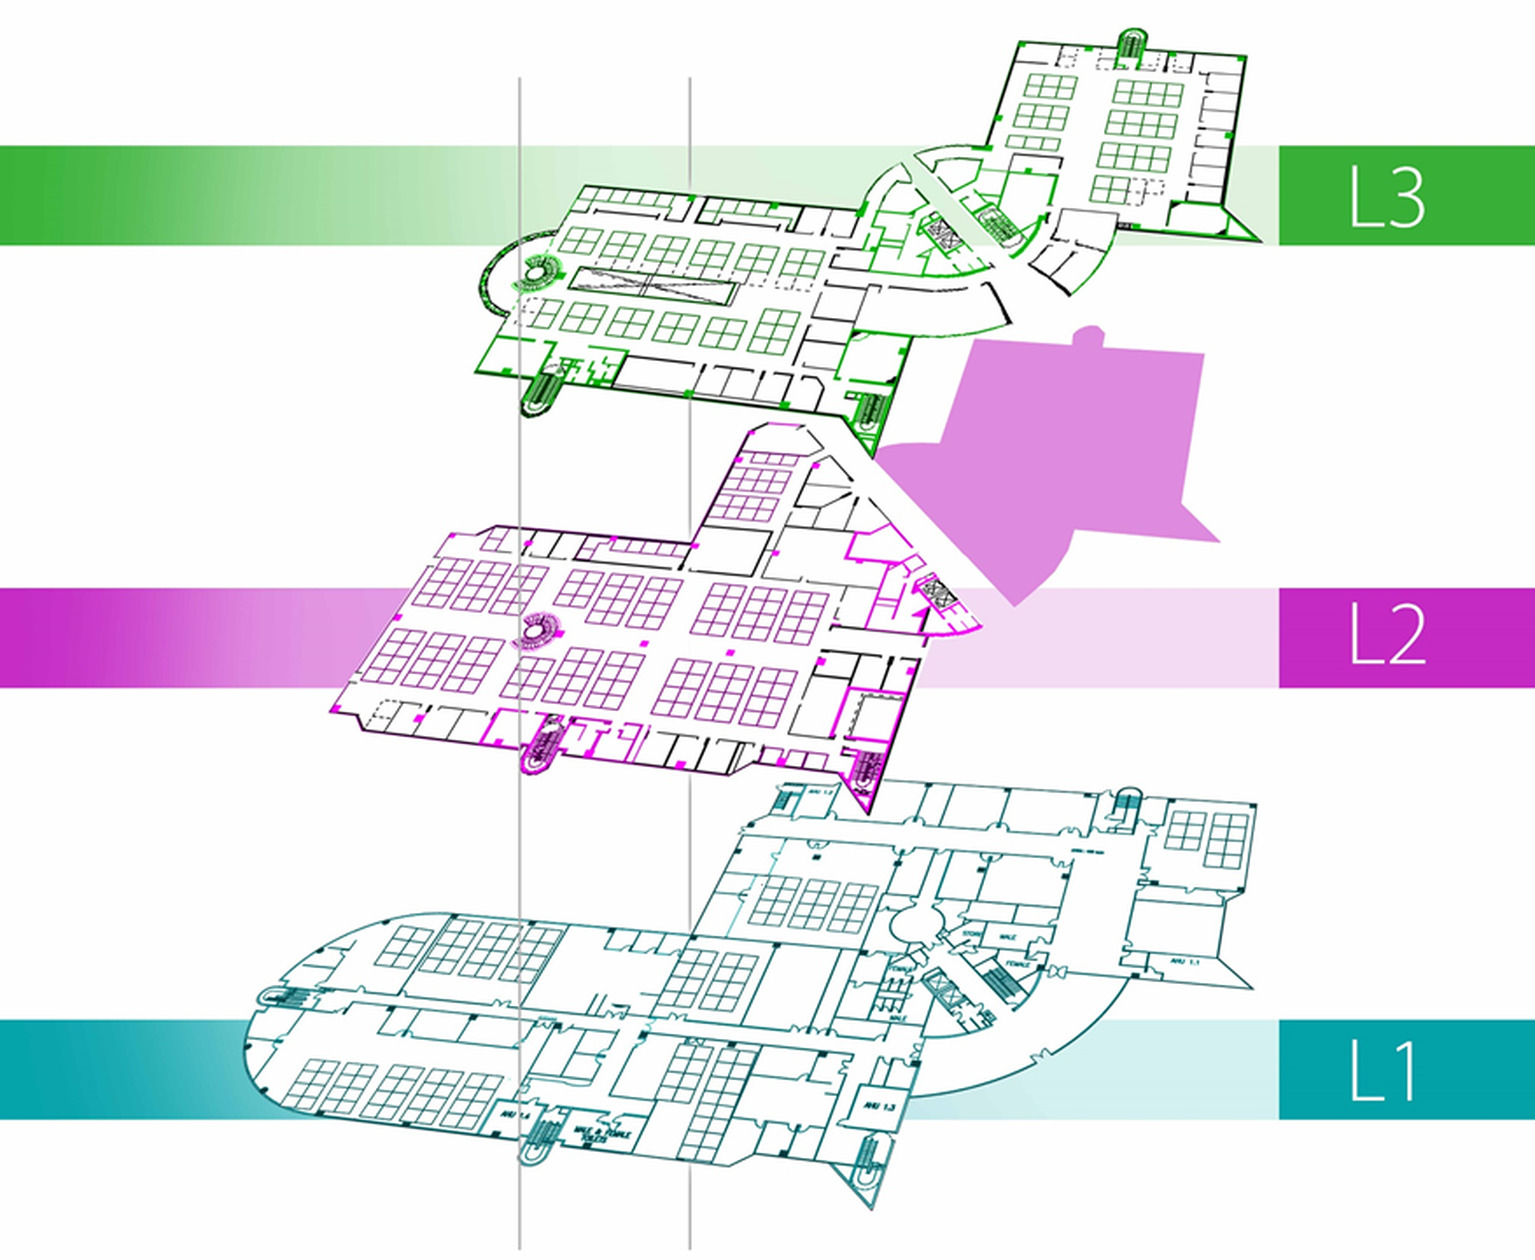 L3
L2
AHU 1.2
L1
STORE
MALE
FEMALE
FEMALE
AHU 1.1
MALE
AHU 1.3
AHU 1.4
MALE & FEMALE
TOILETS